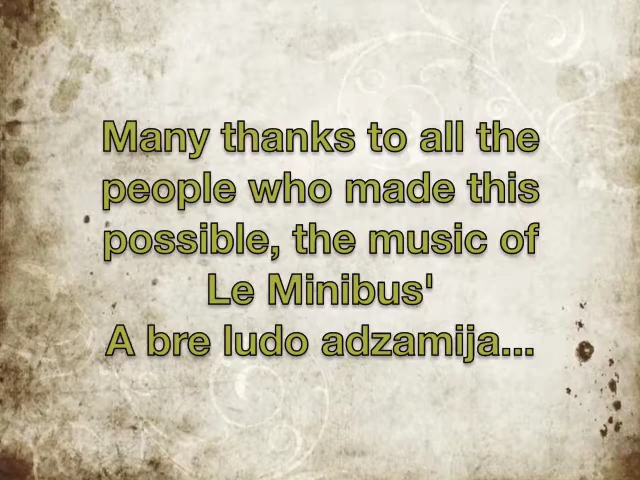 Many thanks to all the
people who made this
possible, the music of
Le Minibus'
A bre ludo adzamija...